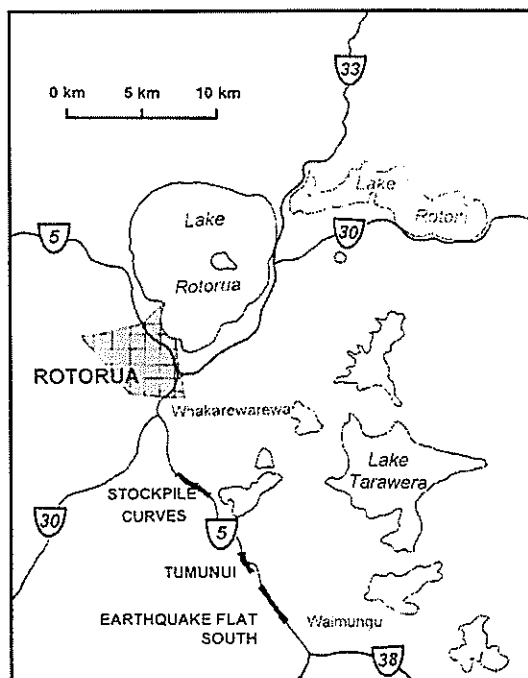 33
0 km 5 km 10 km
Lake
Rotoiti
Lake
Rotorua
5
30
ROTORUA
Whakarewarewa
Lake
Tarawera
STOCKPILE
CURVES
30
5
TUMUNUI
EARTHQUAKE FLAT
SOUTH
Waimungu
38